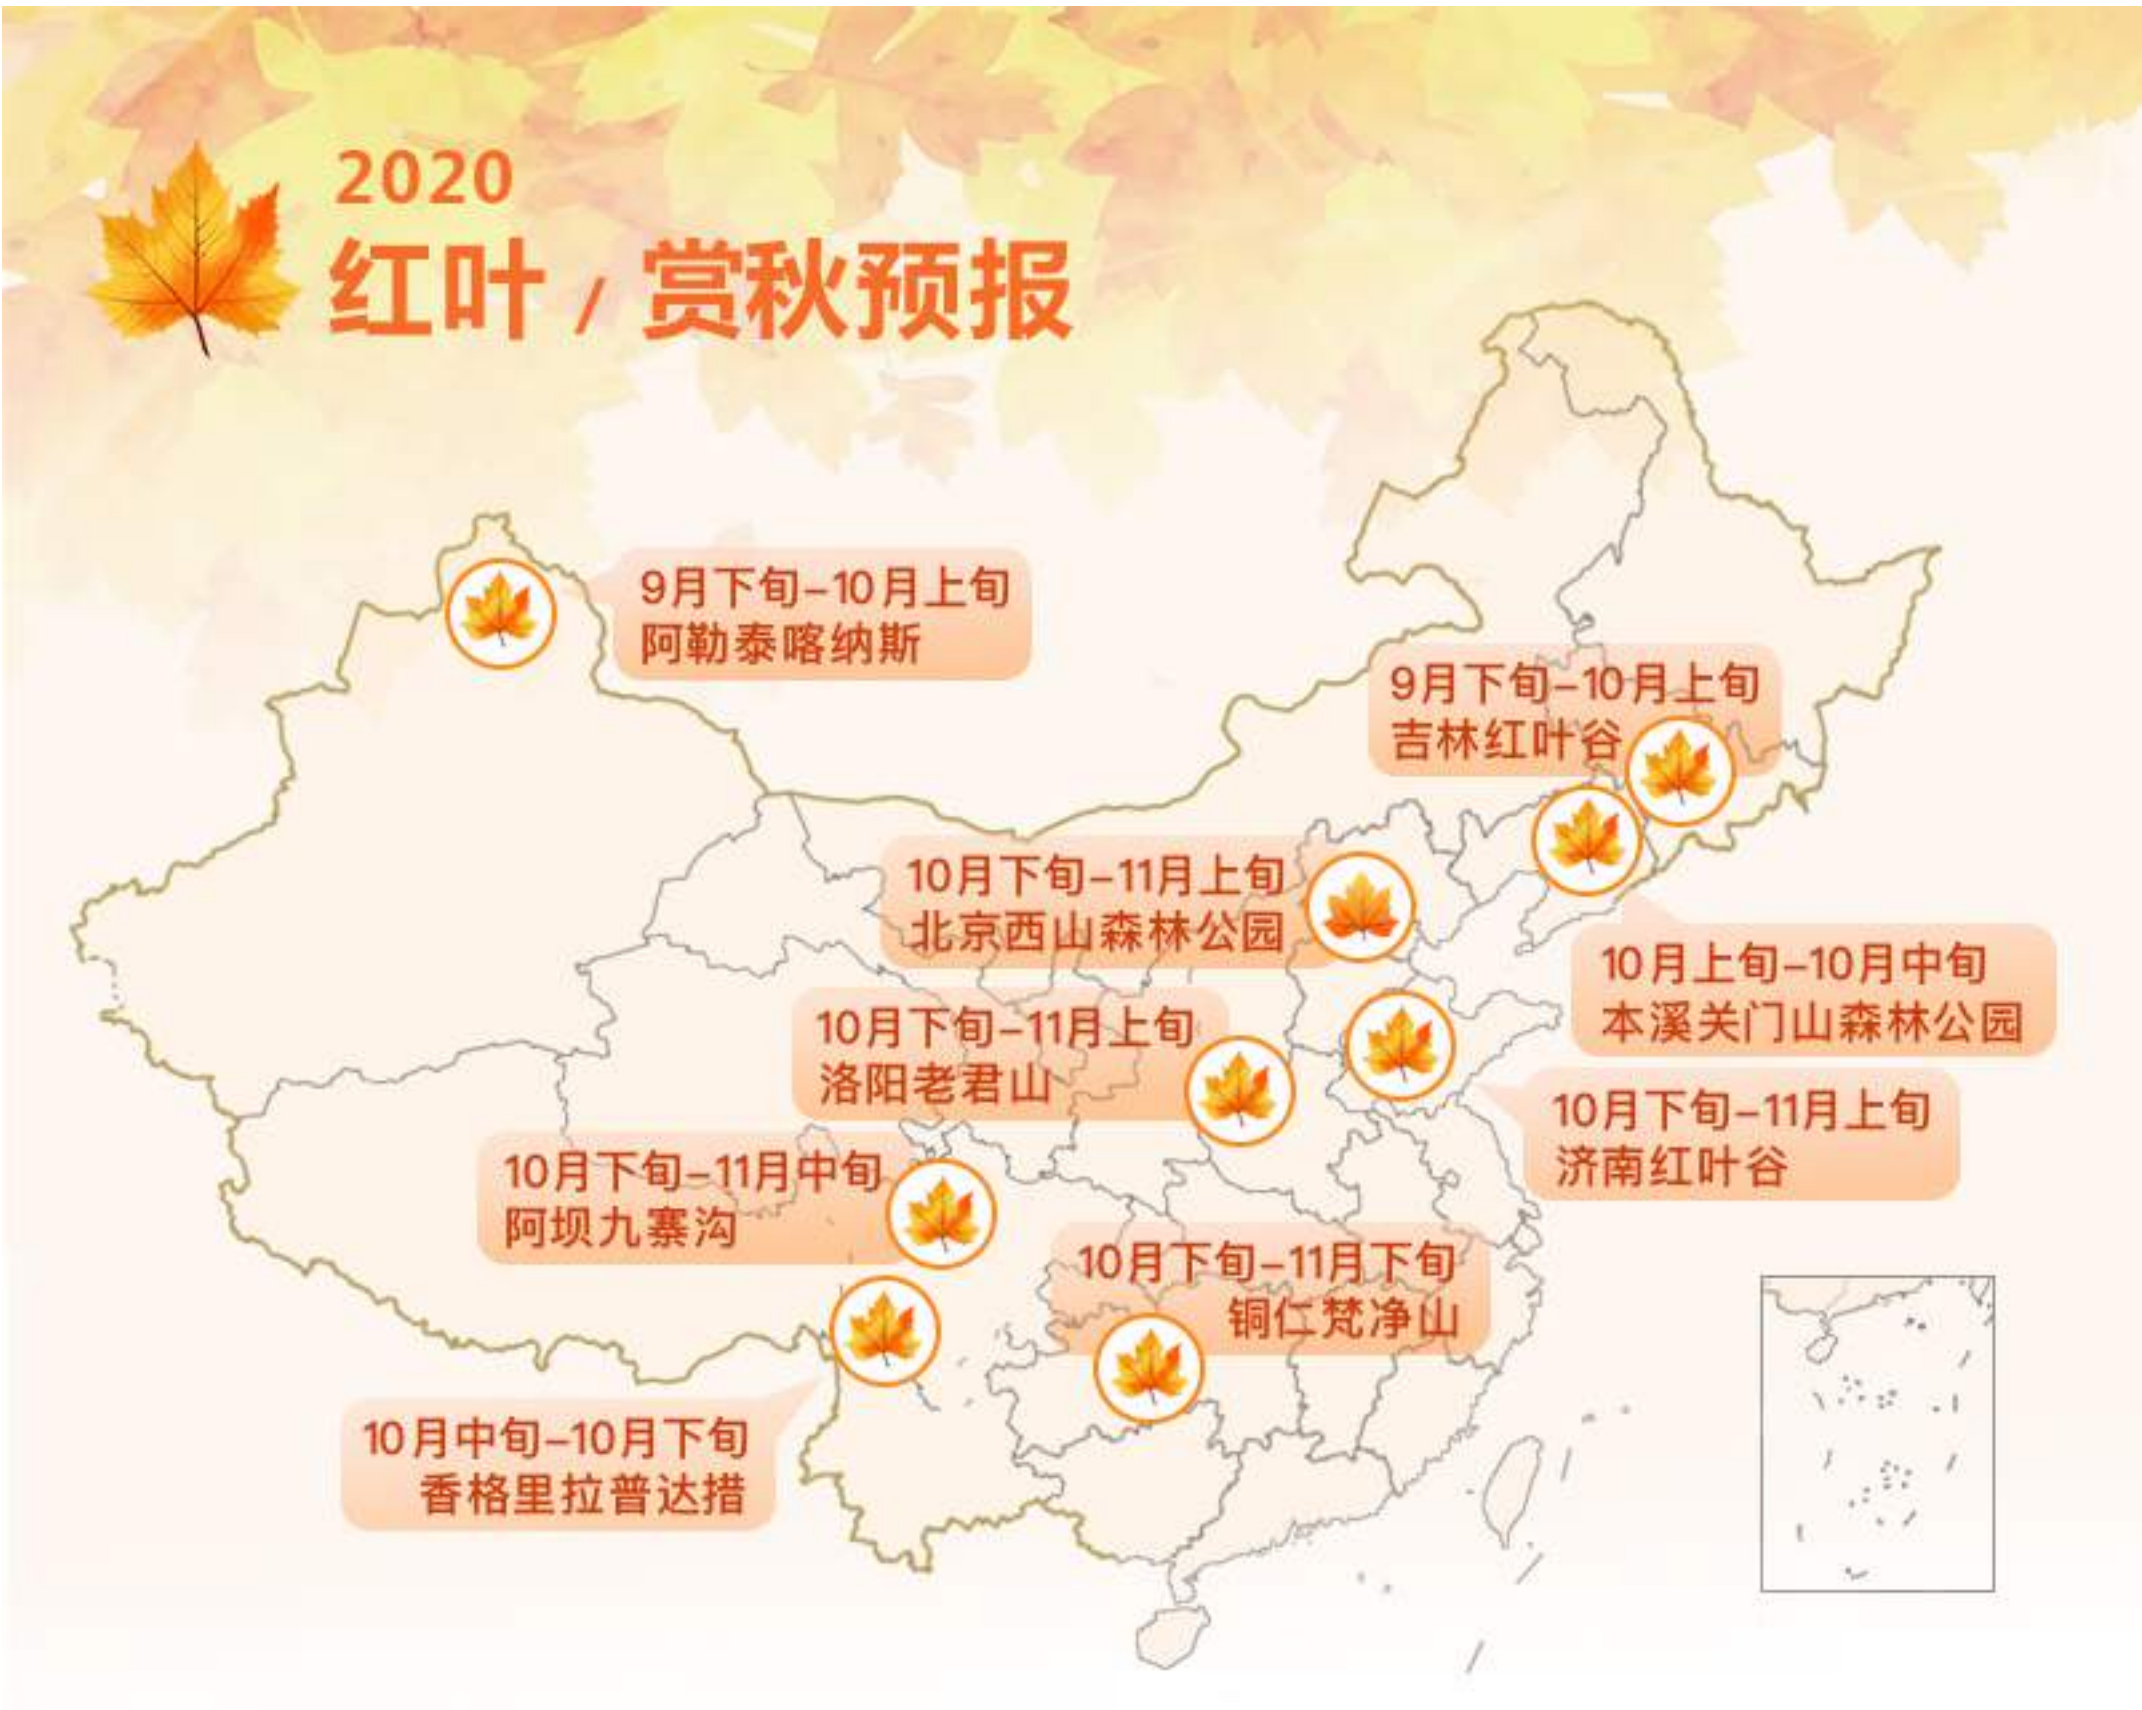 2020
红叶 / 赏秋预报
9月下旬-10月上旬
阿勒泰喀纳斯
9月下旬-10月上旬
吉林红叶谷
10月下旬-11月上旬
北京西山森林公园
10月上旬-10月中旬
本溪关门山森林公园
10月下旬-11月上旬
洛阳老君山
10月下旬-11月上旬
济南红叶谷
10月下旬-11月中旬
阿坝九寨沟
10月下旬-11月下旬
铜仁梵净山
10月中旬-10月下旬
香格里拉普达措